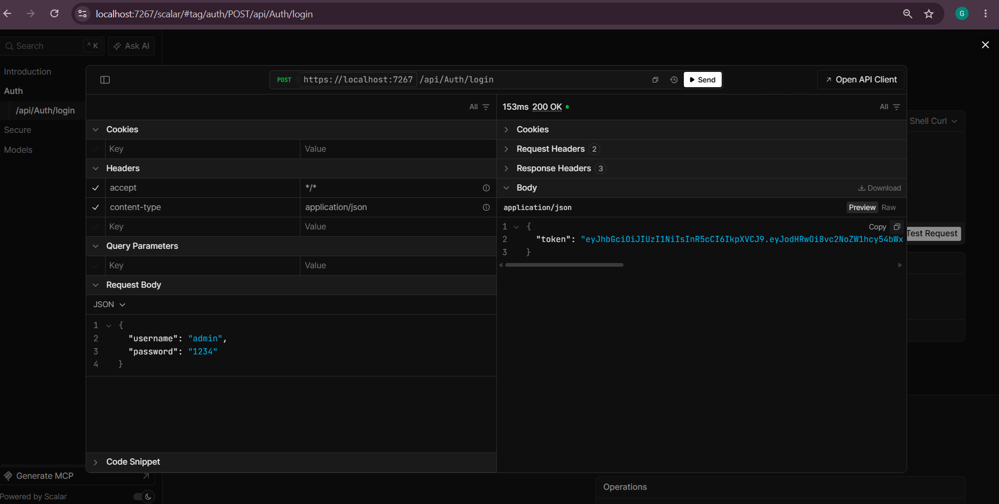 localhost:7267/scalar/#tag/auth/POST/api/Auth/login
G
Search
^ K
Ask AI
Introduction
Auth
/api/Auth/login
Secure
Models
POST
https://localhost:7267
/api/Auth/login
Send
Open API Client
All
153ms 200 OK
All
Cookies
Key Value
Headers
accept */*
content-type application/json
Key Value
Query Parameters
Key Value
Request Body
JSON
1 {
2 "username": "admin",
3 "password": "1234"
4 }
Code Snippet
Cookies
Request Headers 2
Response Headers 3
Body
Download
application/json
Preview Raw
Copy
1 {
2 "token": "eyJhbGciOiJIUzI1NiIsInR5cCI6IkpXVCJ9.eyJodHRwOi8vc2NoZW1hcy54bWx
3 }
Shell Curl
Test Request
Generate MCP
Powered by Scalar
Operations